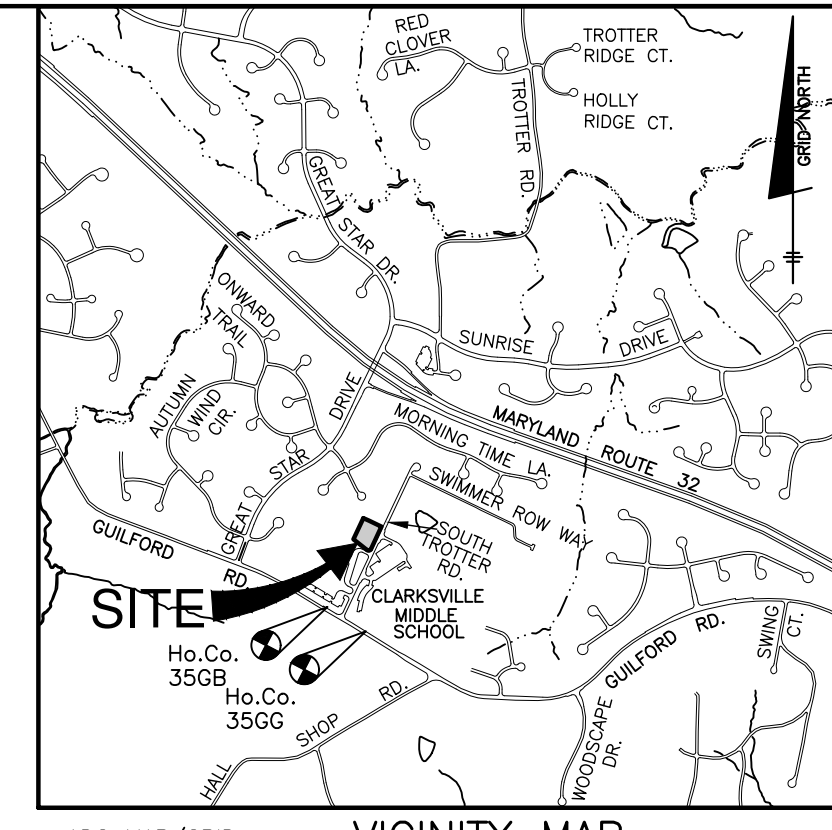 RED
CLOVER
LA.
TROTTER
RIDGE CT.
HOLLY
RIDGE CT.
TROTTER RD.
GRID NORTH
GREAT STAR DR.
ONWARD
TRAIL
SUNRISE DRIVE
AUTUMN
WIND
CIR.
GREAT STAR DRIVE
MORNING TIME LA.
MARYLAND ROUTE 32
SWIMMER ROW WAY
GUILFORD RD.
SOUTH
TROTTER
RD.
SITE
CLARKSVILLE
MIDDLE
SCHOOL
Ho.Co.
35GB
Ho.Co.
35GG
GUILFORD RD.
SWING
CT.
HALL SHOP RD.
WOODSCAPE
DR.
VICINITY MAP